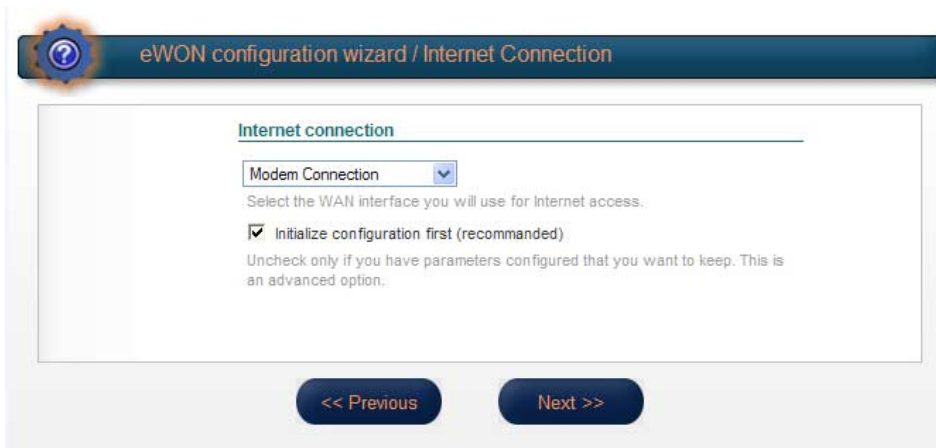 eWON configuration wizard / Internet Connection
Internet connection
Modem Connection
Select the WAN interface you will use for Internet access.
Initialize configuration first (recommanded)
Uncheck only if you have parameters configured that you want to keep. This is
an advanced option.
<< Previous
Next >>